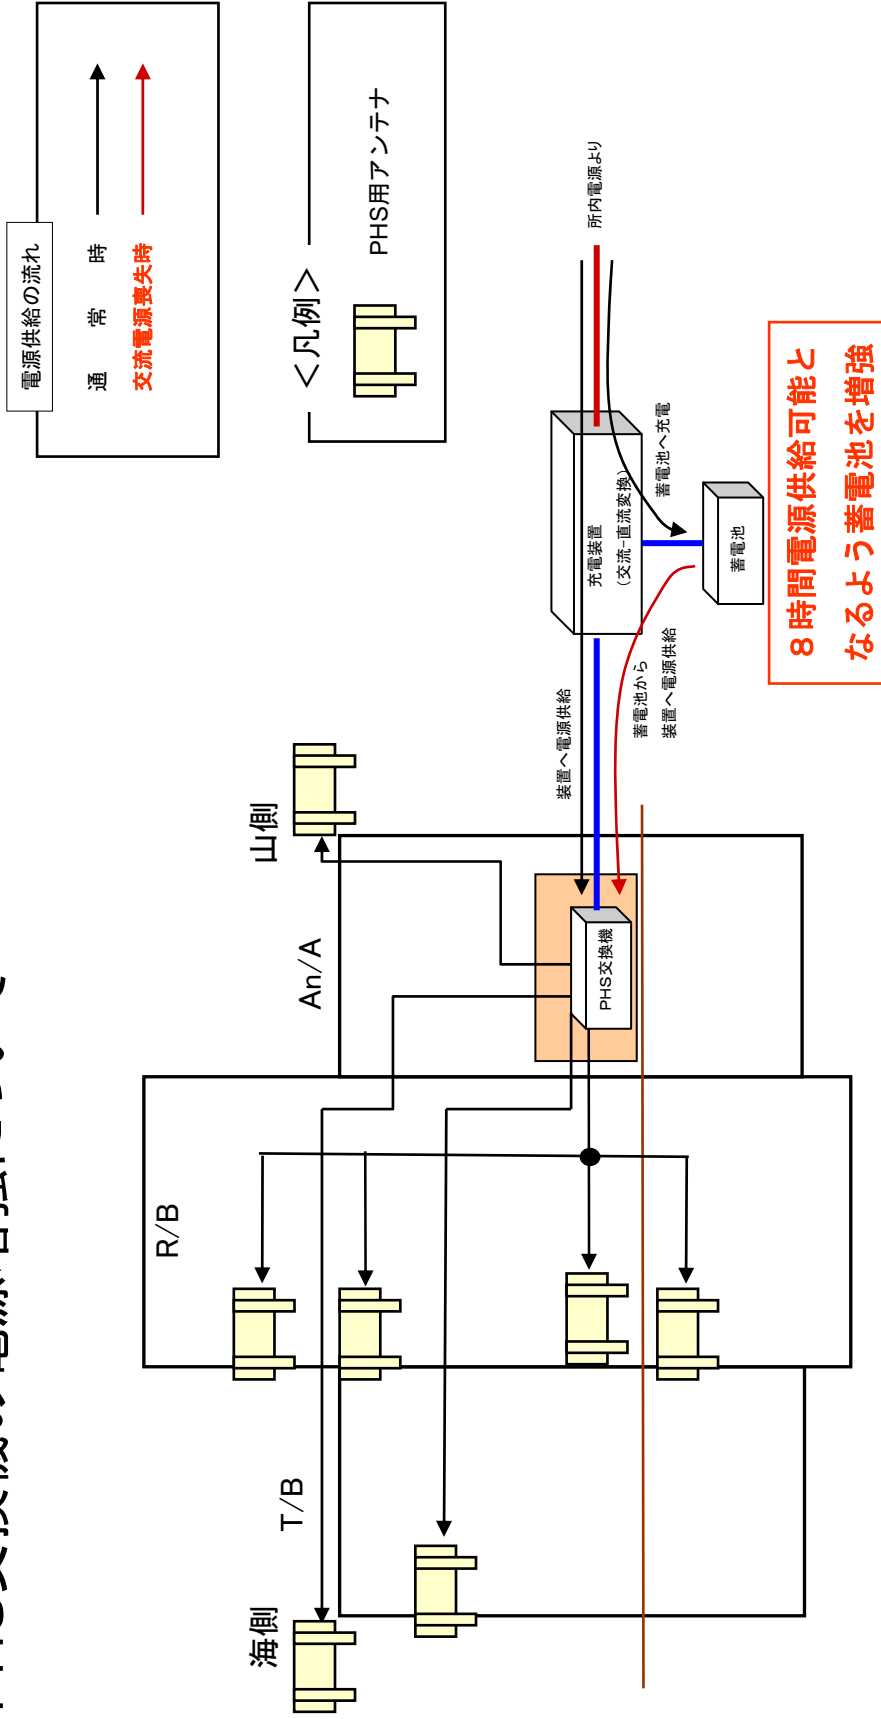 電源供給の流れ
通常時
交流電源喪失時
＜凡例＞
PHS用アンテナ
所内電源より
充電装置
（交流-直流変換）
蓄電池へ充電
蓄電池
８時間電源供給可能と
なるよう蓄電池を増強
装置へ電源供給
蓄電池から
装置へ電源供給
山側
An/A
PHS交換機
R/B
T/B
海側